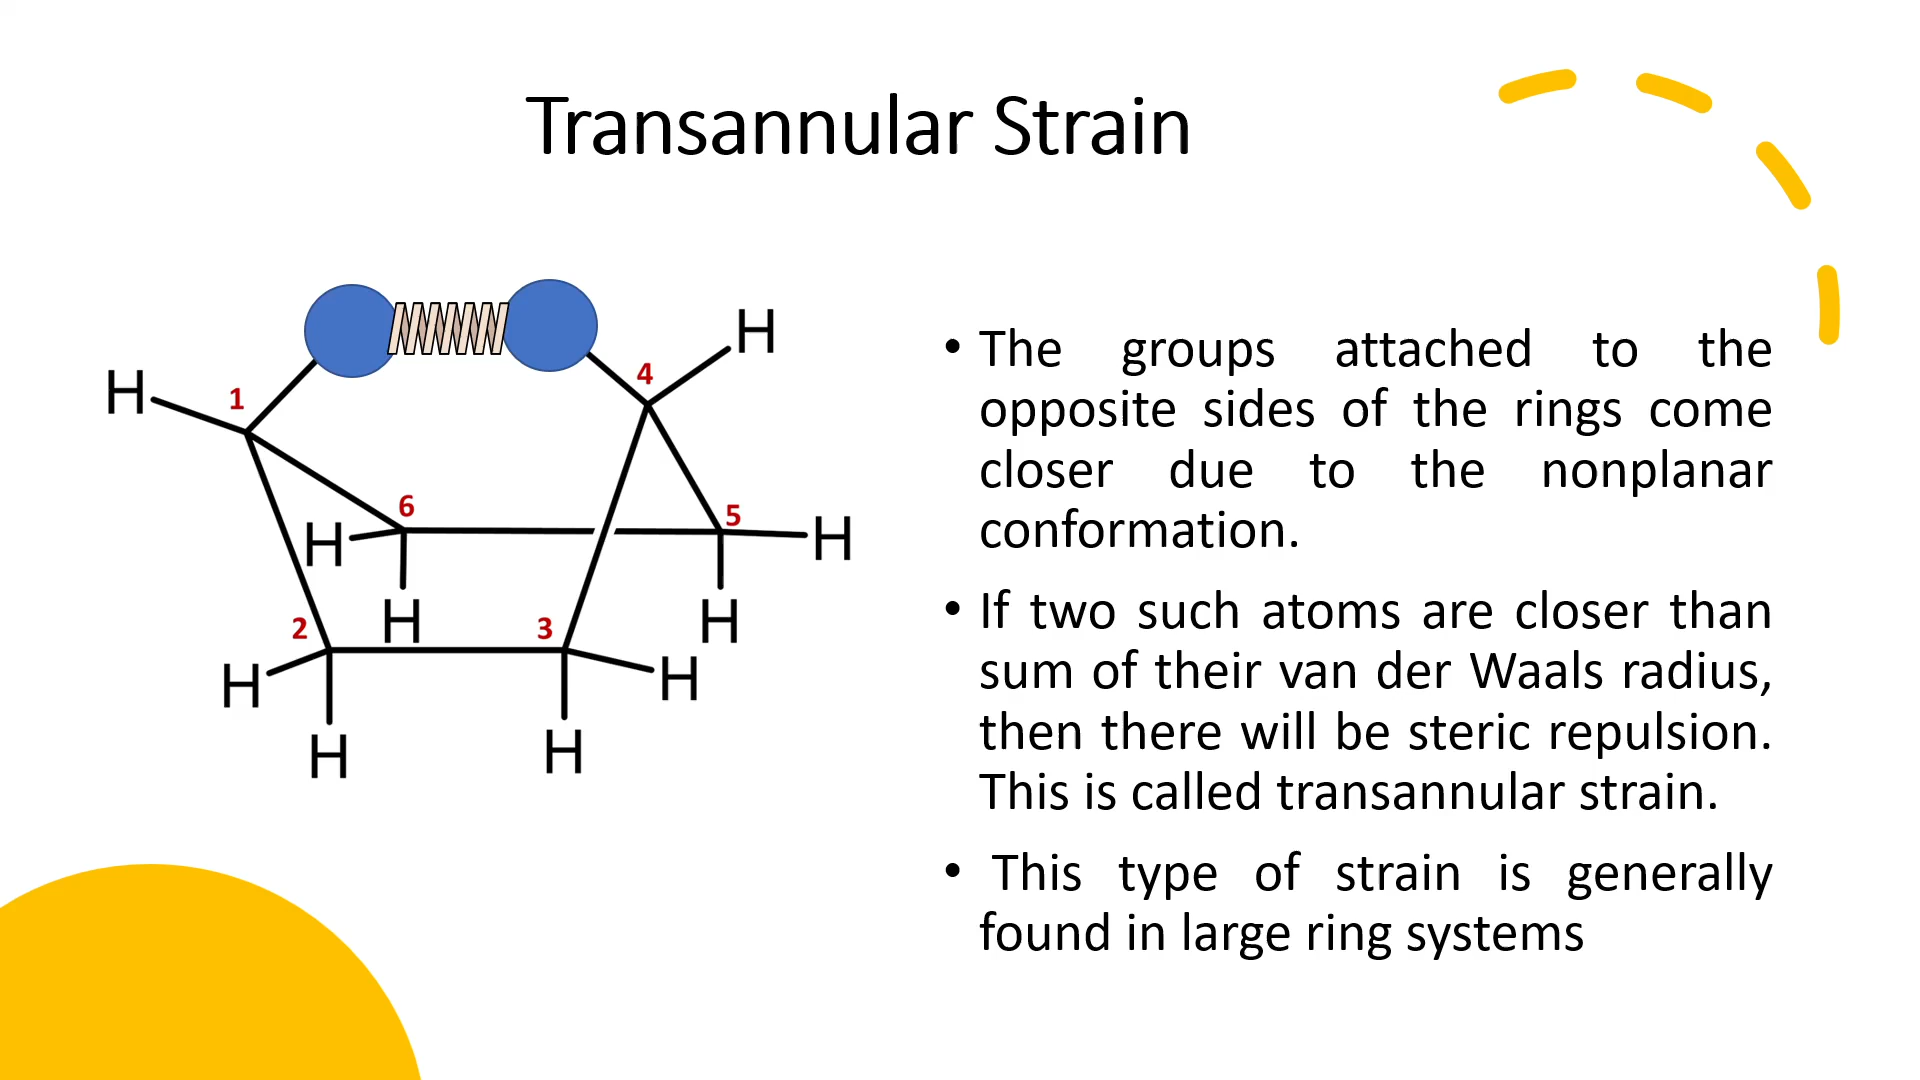 Transannular Strain
H
4
H
1
6
5
H
H
2
H
3
H
H
H
H
H
• The groups attached to the
opposite sides of the rings come
closer due to the nonplanar
conformation.
• If two such atoms are closer than
sum of their van der Waals radius,
then there will be steric repulsion.
This is called transannular strain.
• This type of strain is generally
found in large ring systems